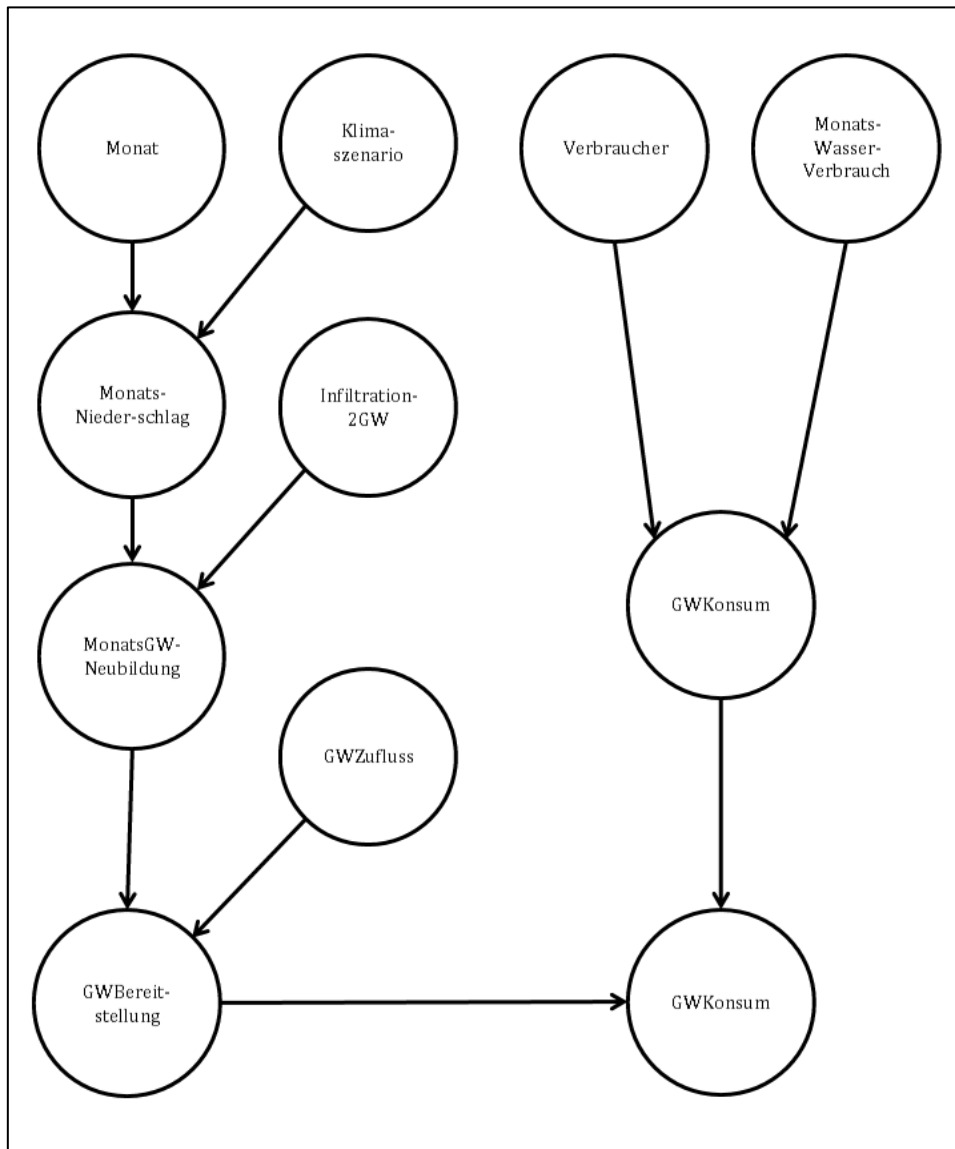 Monat
Klima-
szenario
Verbraucher
Monats-
Wasser-
Verbrauch
Monats-
Nieder-schlag
Infiltration-
2GW
GWKonsum
MonatsGW-
Neubildung
GWZufluss
GWBereit-
stellung
GWKonsum